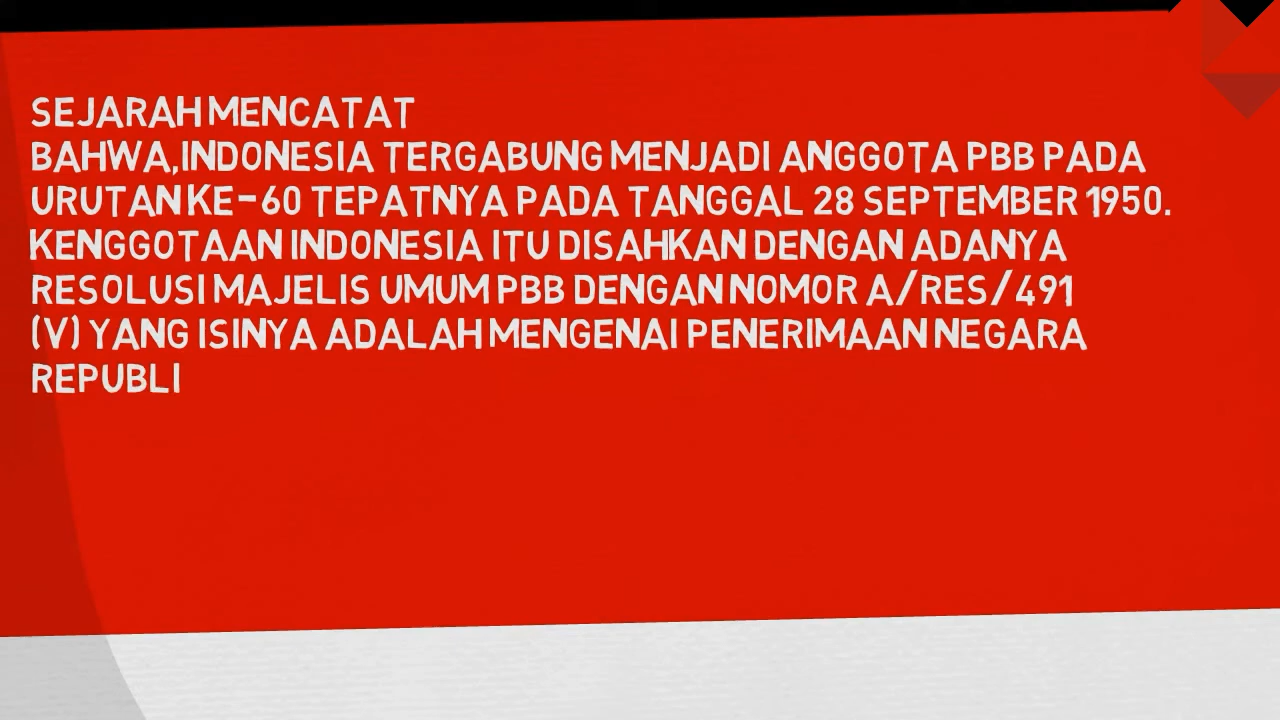 SEJARAH MENCATAT
BAHWA, INDONESIA TERGABUNG MENJADI ANGGOTA PBB PADA
URUTAN KE-60 TEPATNYA PADA TANGGAL 28 SEPTEMBER 1950.
KENGGOTAAN INDONESIA ITU DISAHKAN DENGAN ADANYA
RESOLUSI MAJELIS UMUM PBB DENGAN NOMOR A/RES/491
(V) YANG ISINYA ADALAH MENGENAI PENERIMAAN NEGARA
REPUBLI